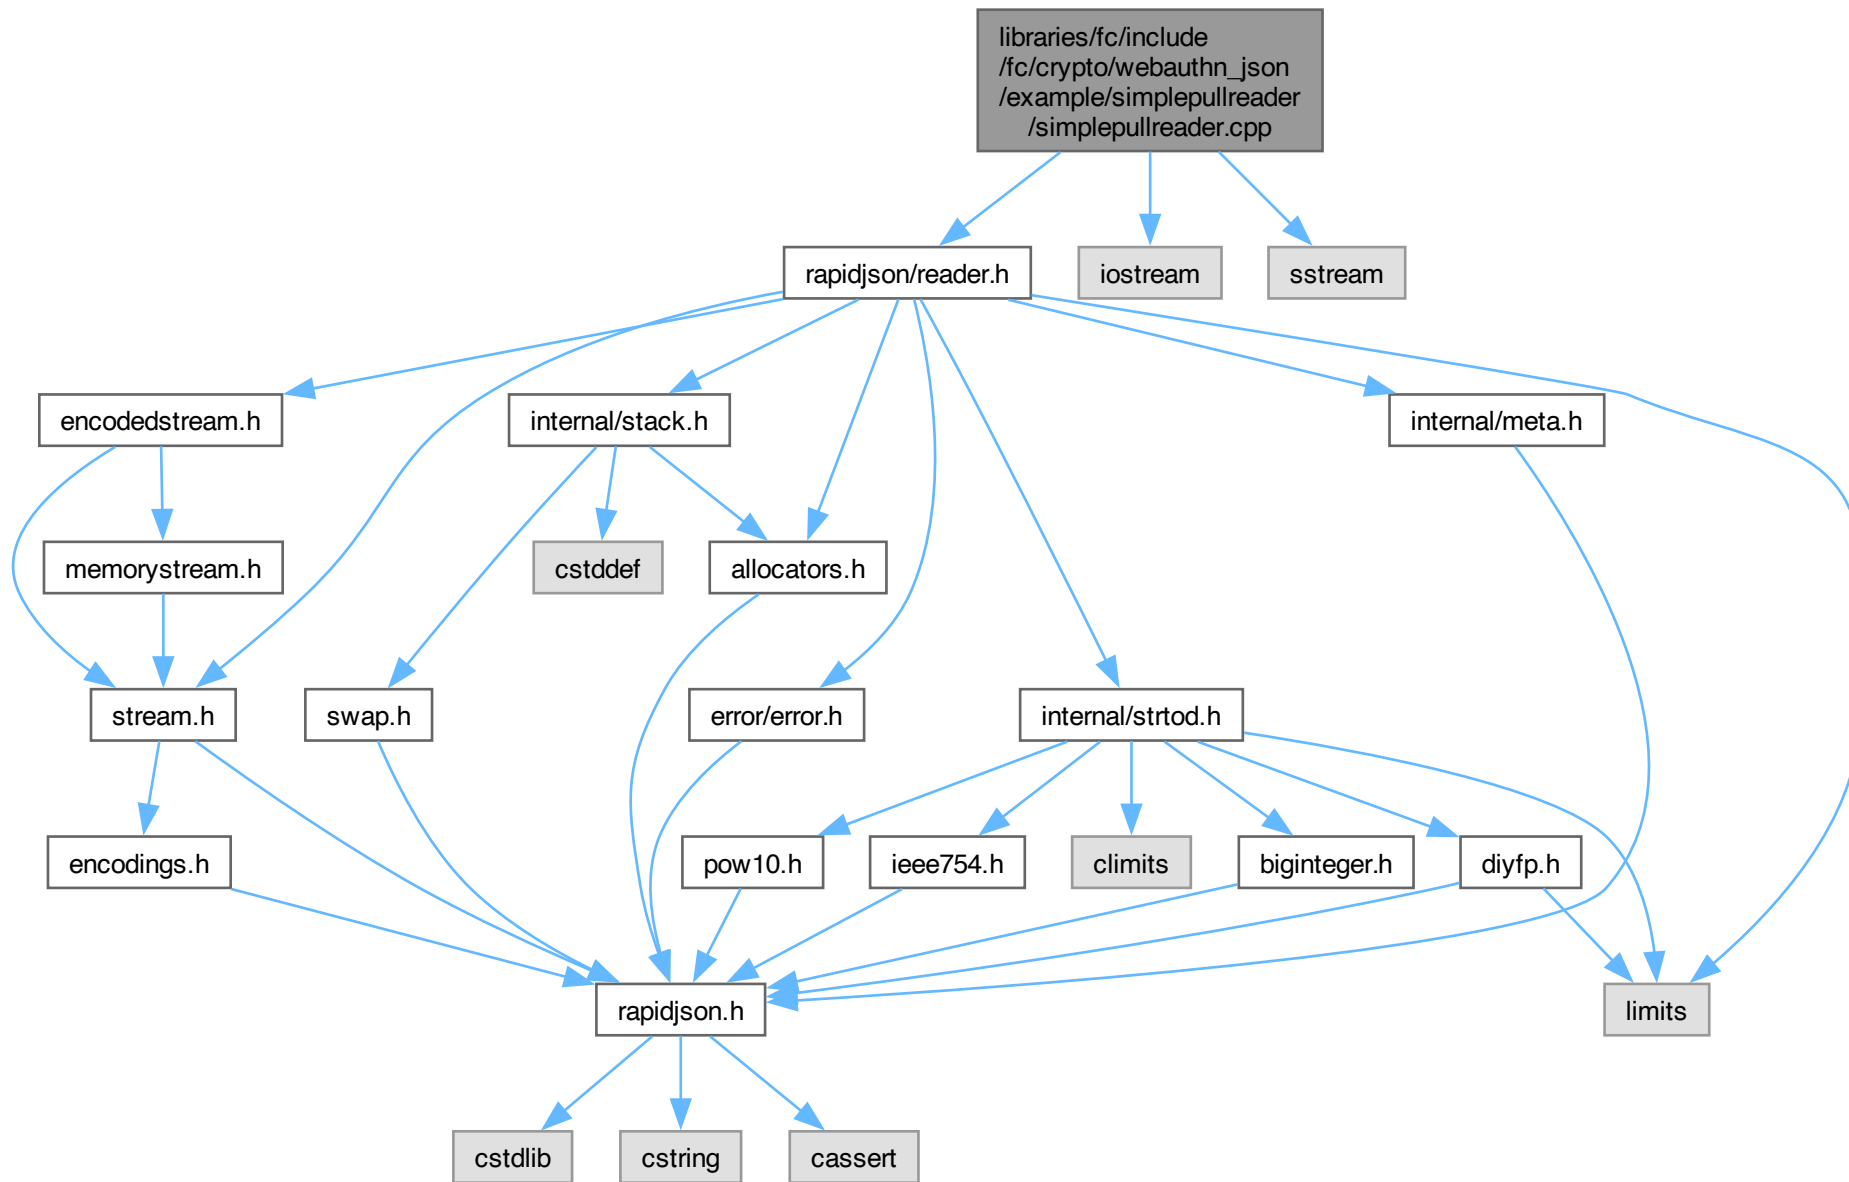 libraries/fc/include
/fc/crypto/webauthn_json
/example/simplepullreader
/simplepullreader.cpp
rapidjson/reader.h
iostream
sstream
encodedstream.h
internal/stack.h
internal/meta.h
memorystream.h
cstddef
allocators.h
stream.h
swap.h
error/error.h
internal/strtod.h
encodings.h
pow10.h
ieee754.h
climits
biginteger.h
diyfp.h
rapidjson.h
limits
cstdlib
cstring
cassert